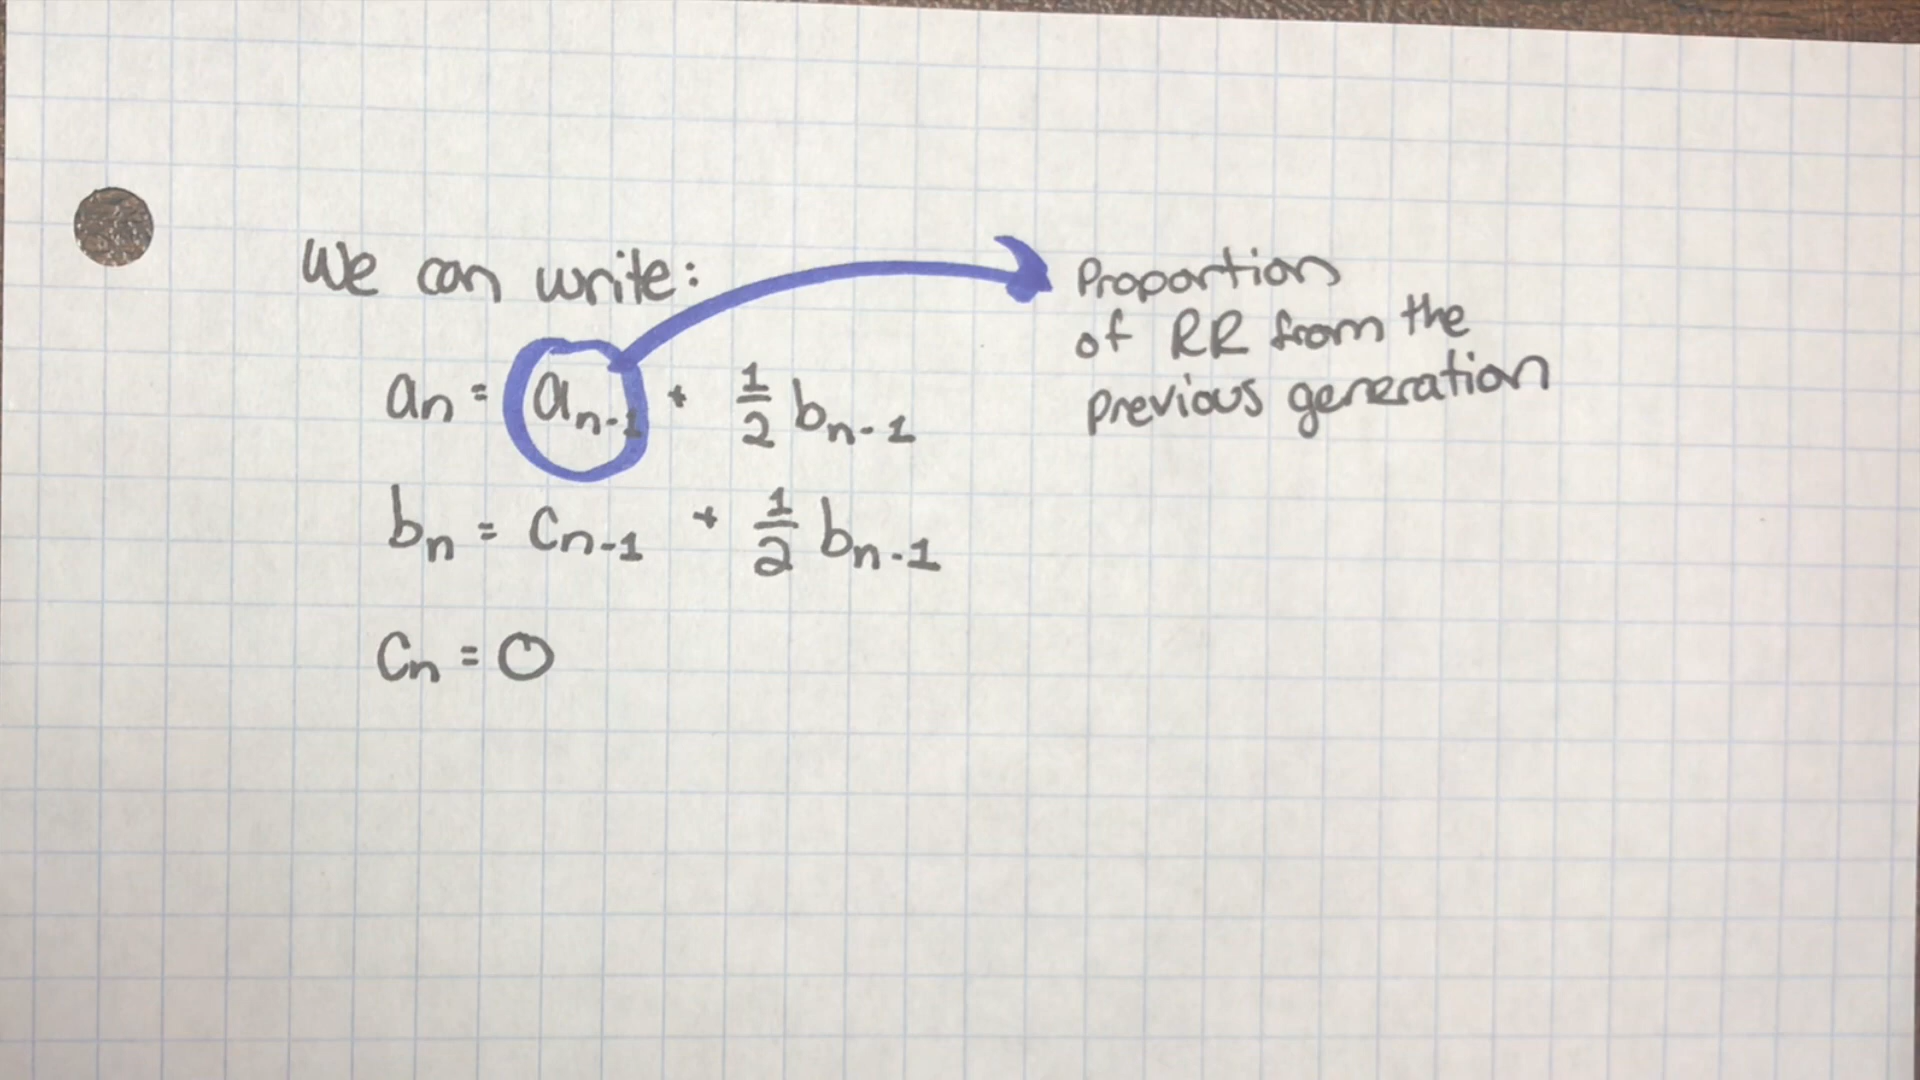 We can write:
Proportion
of RR from the
previous generation
aₙ = aₙ₋₁ + 1/2 bₙ₋₁
bₙ = cₙ₋₁ + 1/2 bₙ₋₁
cₙ = 0